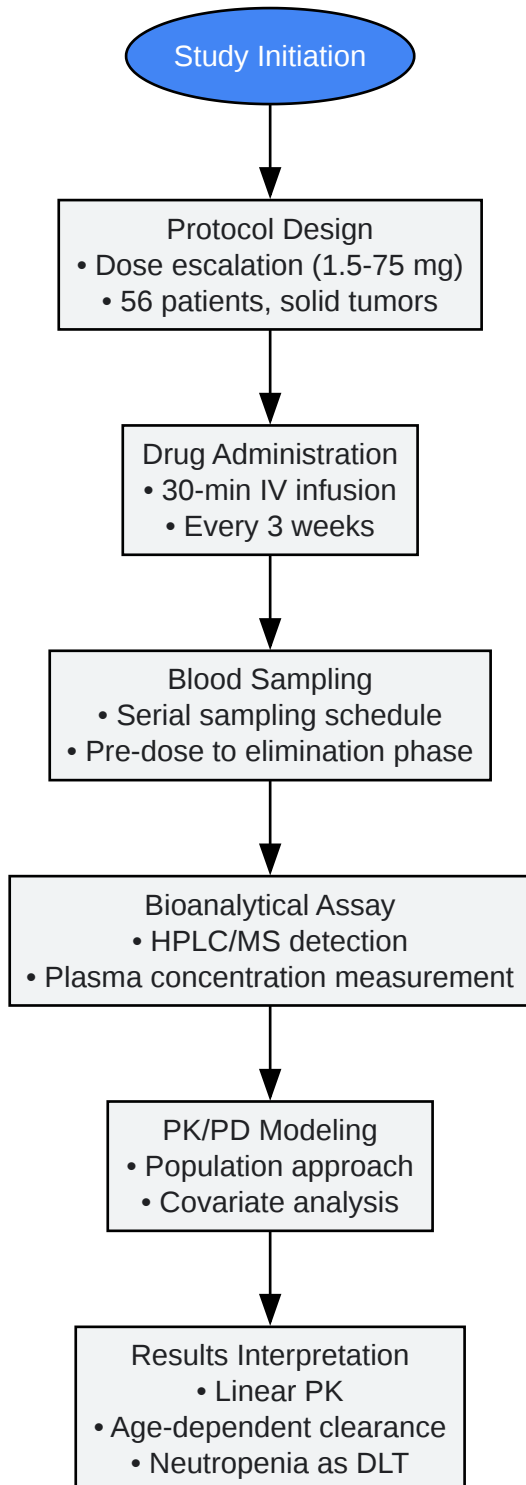 Study Initiation
Protocol Design
• Dose escalation (1.5-75 mg)
• 56 patients, solid tumors
Drug Administration
• 30-min IV infusion
• Every 3 weeks
Blood Sampling
• Serial sampling schedule
• Pre-dose to elimination phase
Bioanalytical Assay
• HPLC/MS detection
• Plasma concentration measurement
PK/PD Modeling
• Population approach
• Covariate analysis
Results Interpretation
• Linear PK
• Age-dependent clearance
• Neutropenia as DLT